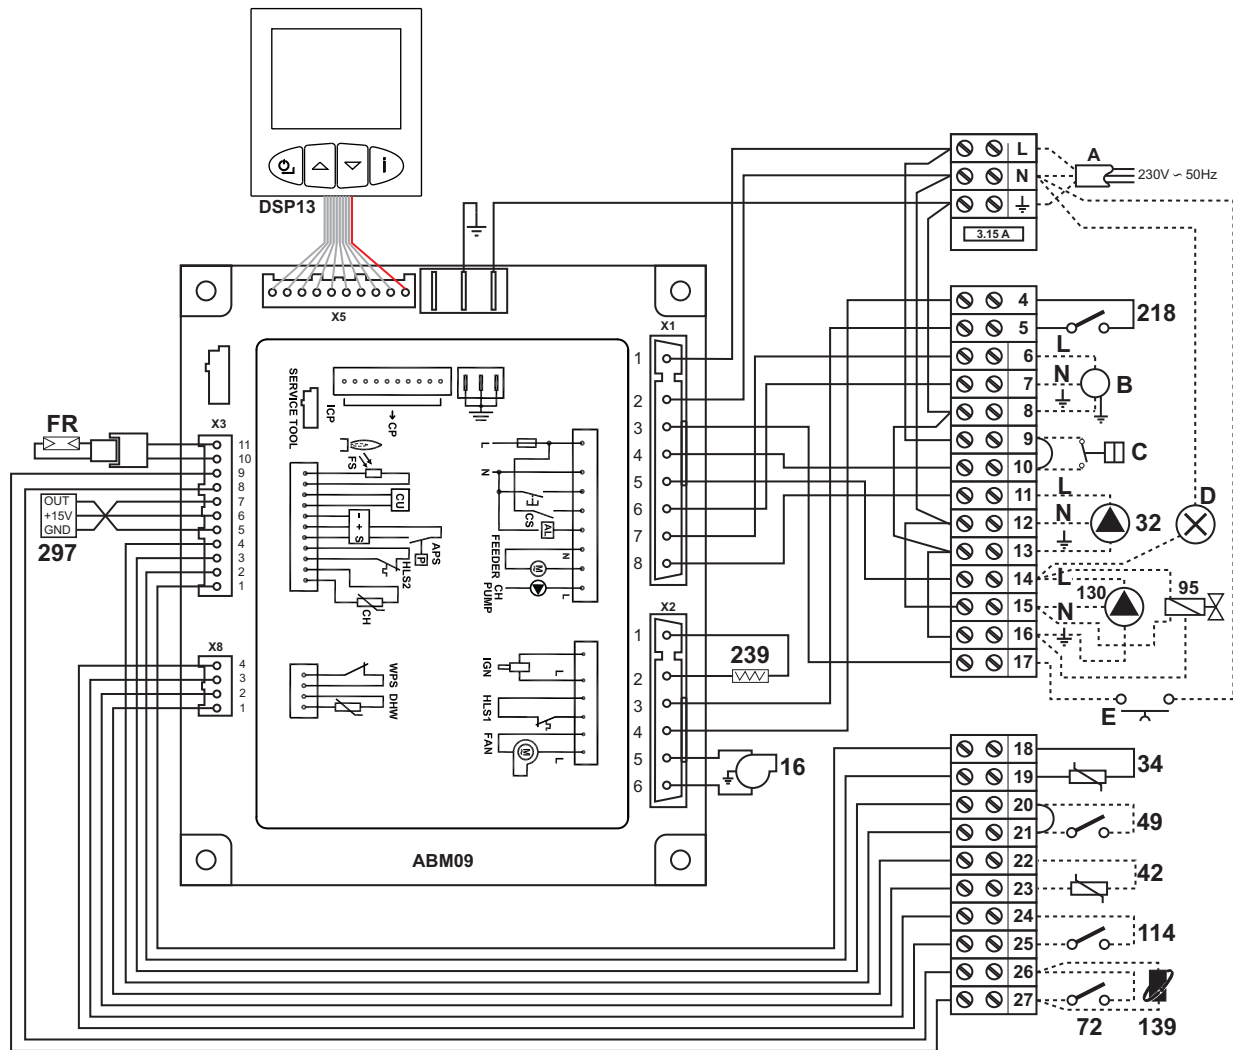 i
DSP13
X5
L
N
3.15 A
A
230V ~ 50Hz
4
5
6
7
8
9
10
11
12
13
14
15
16
17
218
L
N
B
C
L
N
32
D
L
N
130
95
E
18
19
20
21
22
23
24
25
26
27
34
49
42
114
72
139
FR
X3
11
10
9
8
7
6
5
4
3
2
1
OUT
+15V
GND
297
X8
4
3
2
1
SERVICE TOOL
ICP
CP
FS
CU
- +
S
APS
P
HLS2
CH
WPS
DHW
L
N
CS
AL
FEEDER
M
N
CH PUMP
L
IGN
L
HLS1
FAN
M
L
X1
1
2
3
4
5
6
7
8
X2
1
2
3
4
5
6
239
16
ABM09